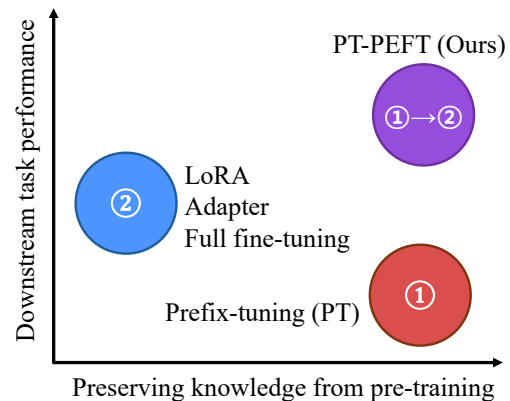 Downstream task performance
PT-PEFT (Ours)
①→②
②
LoRA
Adapter
Full fine-tuning
Prefix-tuning (PT)
①
Preserving knowledge from pre-training